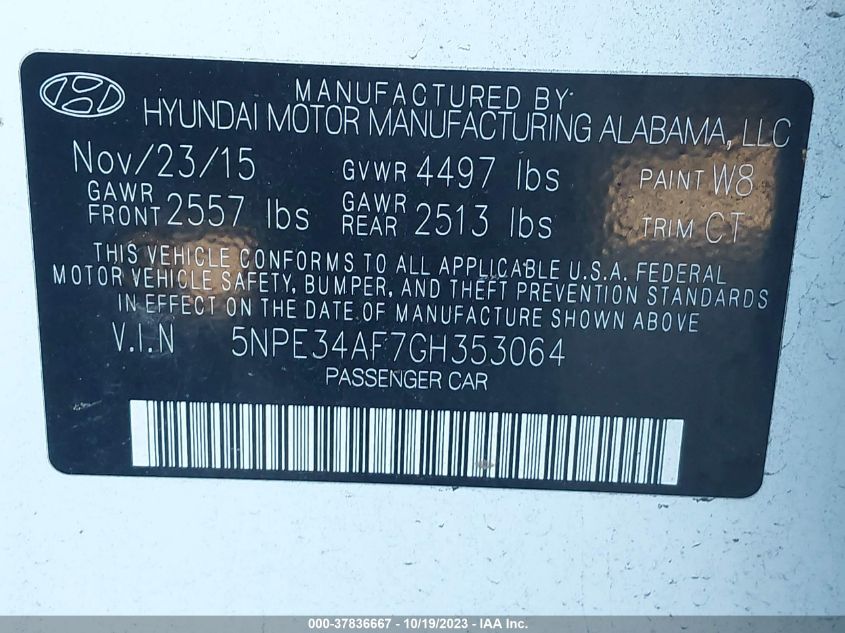 MANUFACTURED BY
HYUNDAI MOTOR MANUFACTURING ALABAMA, LLC
Nov/23/15 GVWR 4497 lbs PAINT W8
GAWR FRONT 2557 lbs GAWR REAR 2513 lbs TRIM CT
THIS VEHICLE CONFORMS TO ALL APPLICABLE U.S.A. FEDERAL
MOTOR VEHICLE SAFETY, BUMPER, AND THEFT PREVENTION STANDARDS
IN EFFECT ON THE DATE OF MANUFACTURE SHOWN ABOVE
V.I.N 5NPE34AF7GH353064
PASSENGER CAR
000-37836667 - 10/19/2023 - IAA Inc.